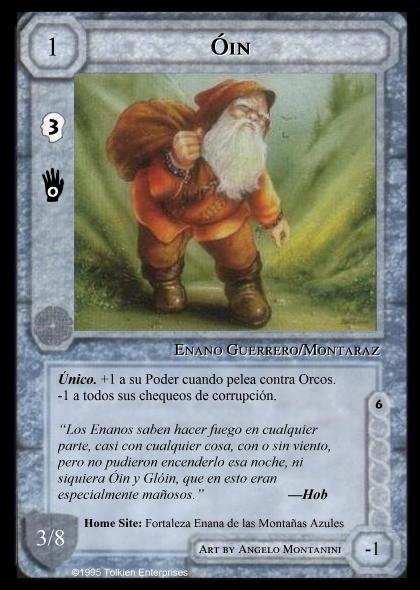 1
ÓIN
3
0
ENANO GUERRERO/MONTARAZ
Único. +1 a su Poder cuando pelea contra Orcos.
-1 a todos sus chequeos de corrupción.
6
“Los Enanos saben hacer fuego en cualquier
parte, casi con cualquier cosa, con o sin viento,
pero no pudieron encenderlo esa noche, ni
siquiera Óin y Glóin, que en esto eran
especialmente mañosos.” —Hob
Home Site: Fortaleza Enana de las Montañas Azules
3/8
ART BY ANGELO MONTANINI
-1
©1995 Tolkien Enterprises